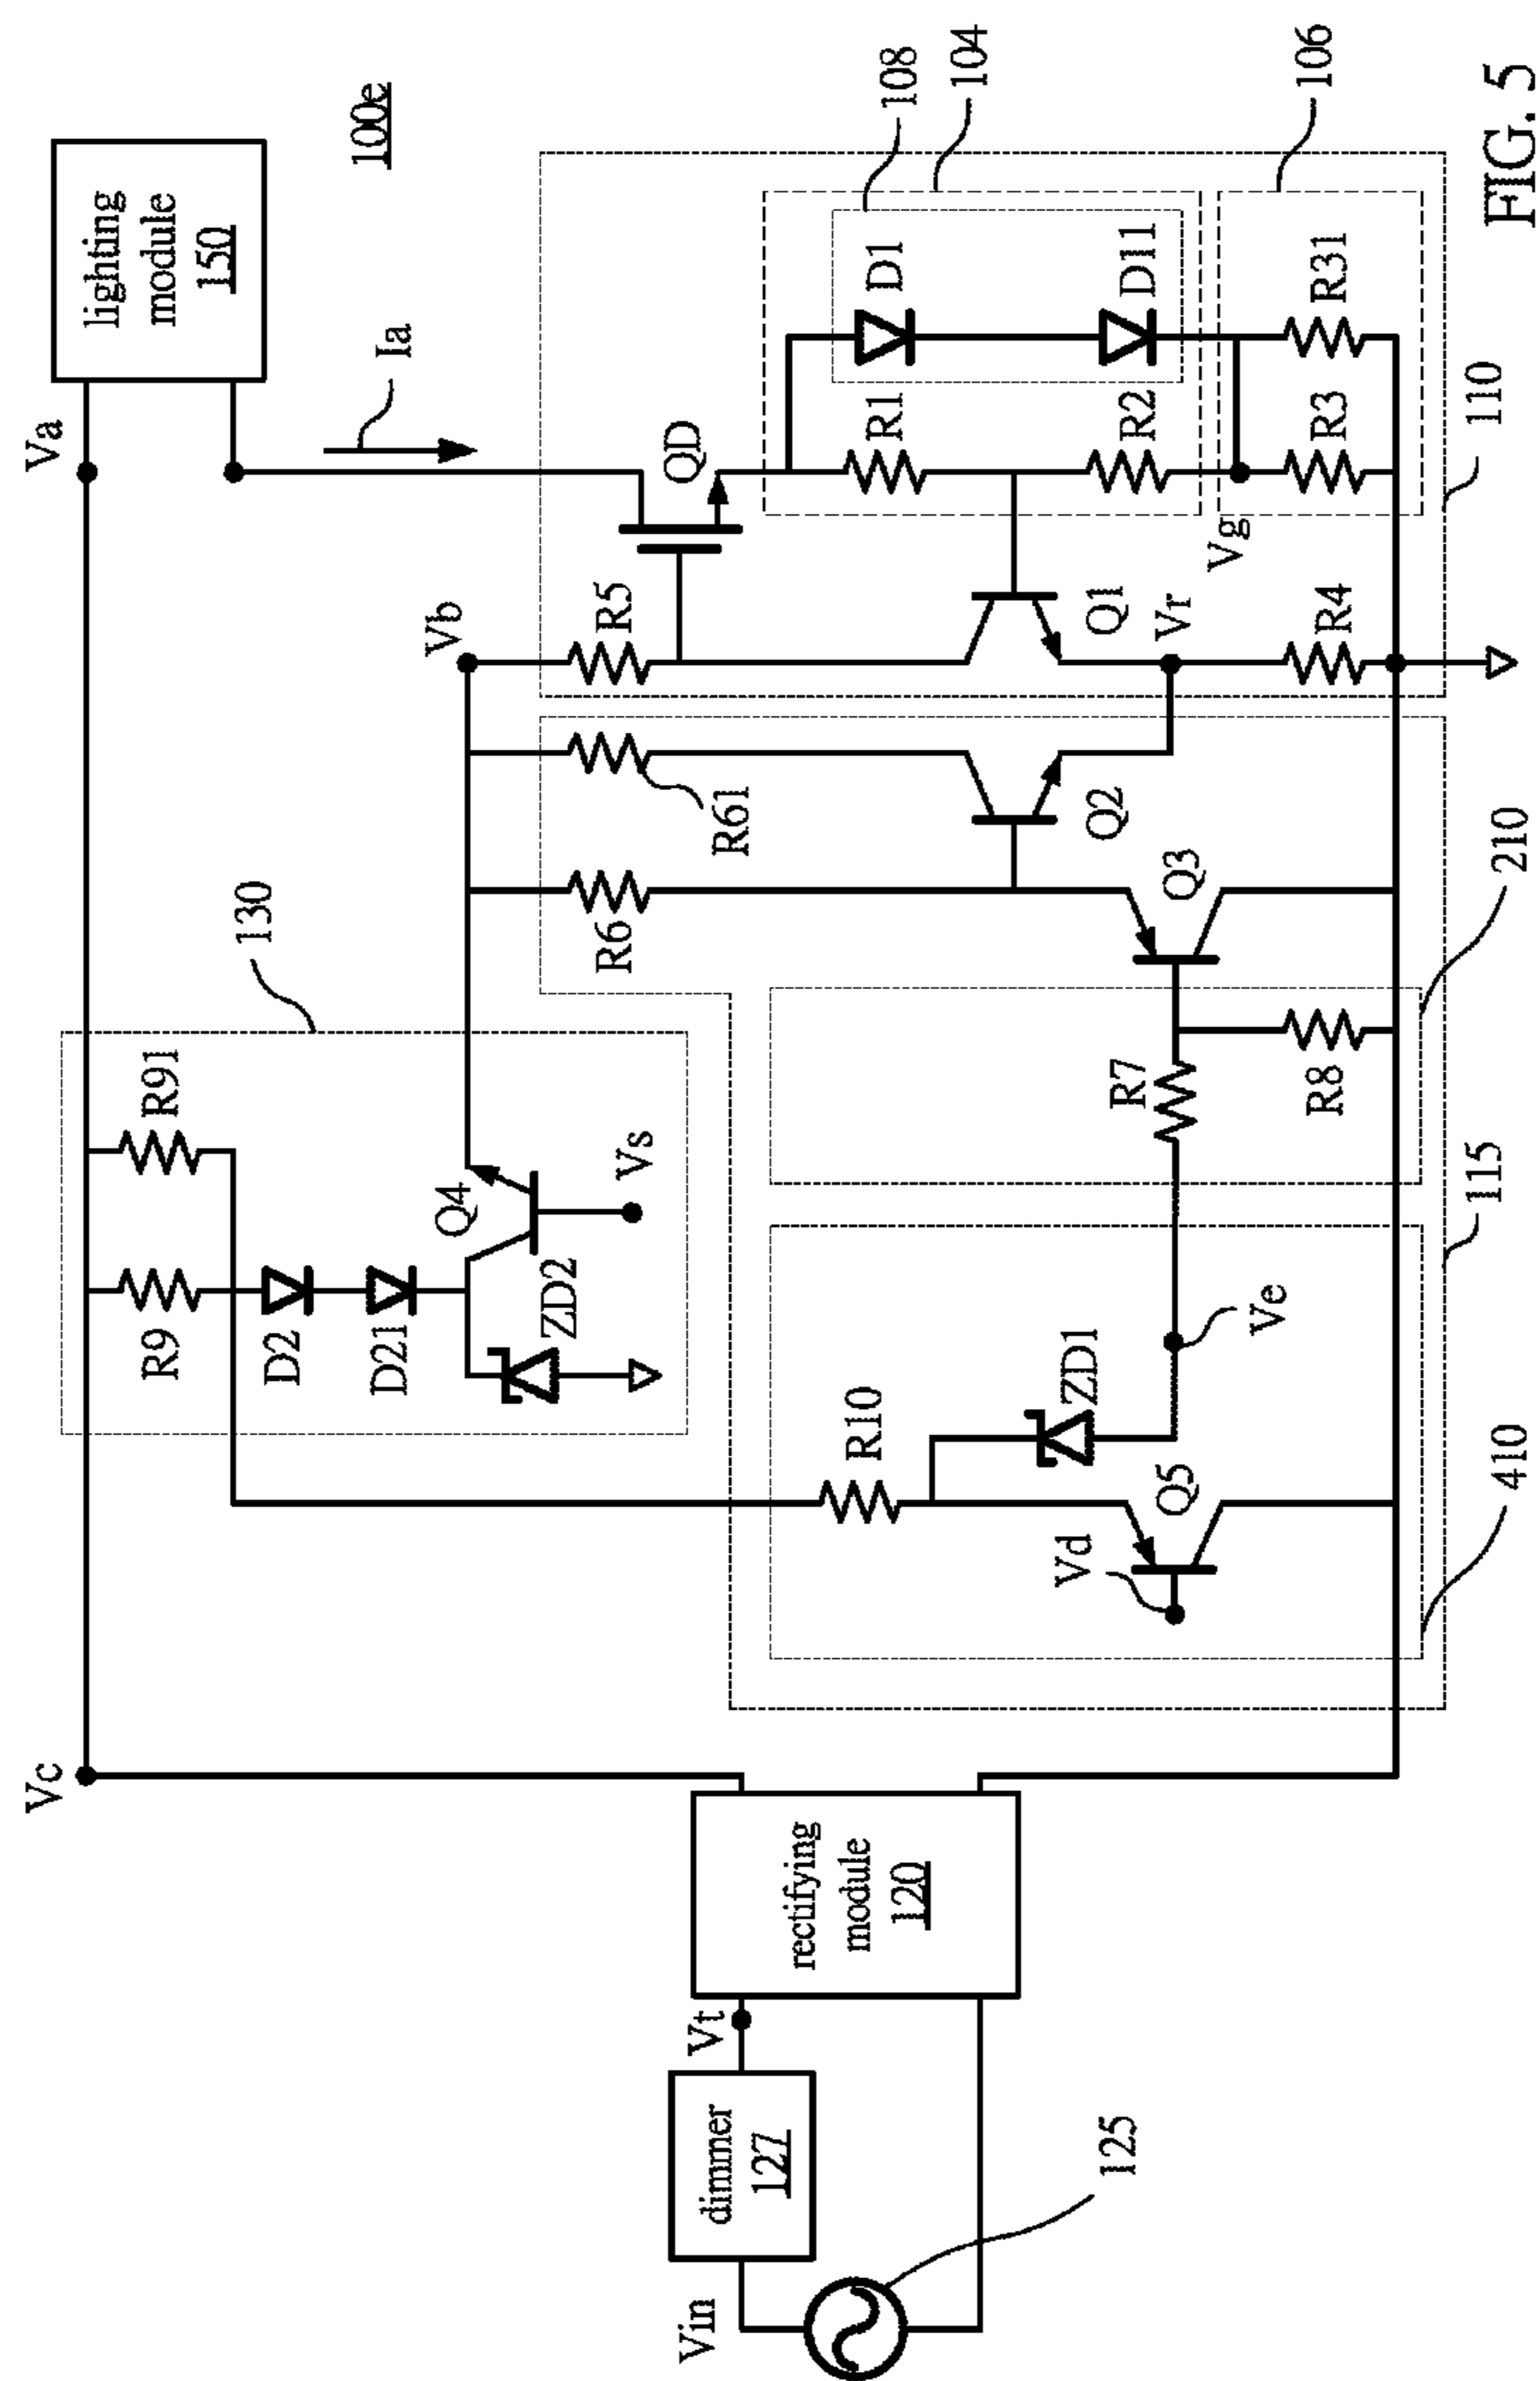 100e
Vc
Va
lighting
module
150
Ia
130
R9
R91
D2
D21
Q4
ZD2
Vs
Vb
R5
QD
R6
R61
108
104
106
R1
D1
R2
D11
Q1
Vr
Vg
R4
R3
R31
Q2
Q3
R7
R8
R10
ZD1
Q5
Vd
Ve
410
115
210
110
rectifying
module
120
Vt
dimmer
127
Vin
125
FIG. 5